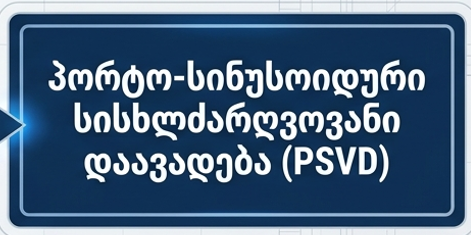 პორტო-სინუსოიდური
სისხლძარღვოვანი
დაავადება (PSVD)